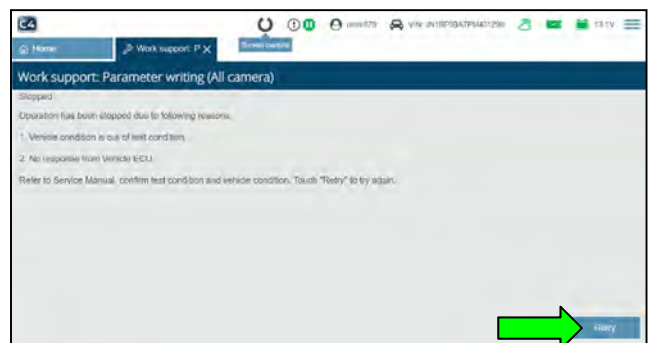 C4
13.1V
Home
Work support: P X
Screen capture
Work support: Parameter writing (All camera)
Stopped
Operation has been stopped due to following reasons.
1. Vehicle condition is out of test condition.
2. No response from Vehicle ECU.
Refer to Service Manual, confirm test condition and vehicle condition. Touch "Retry" to try again.
Retry